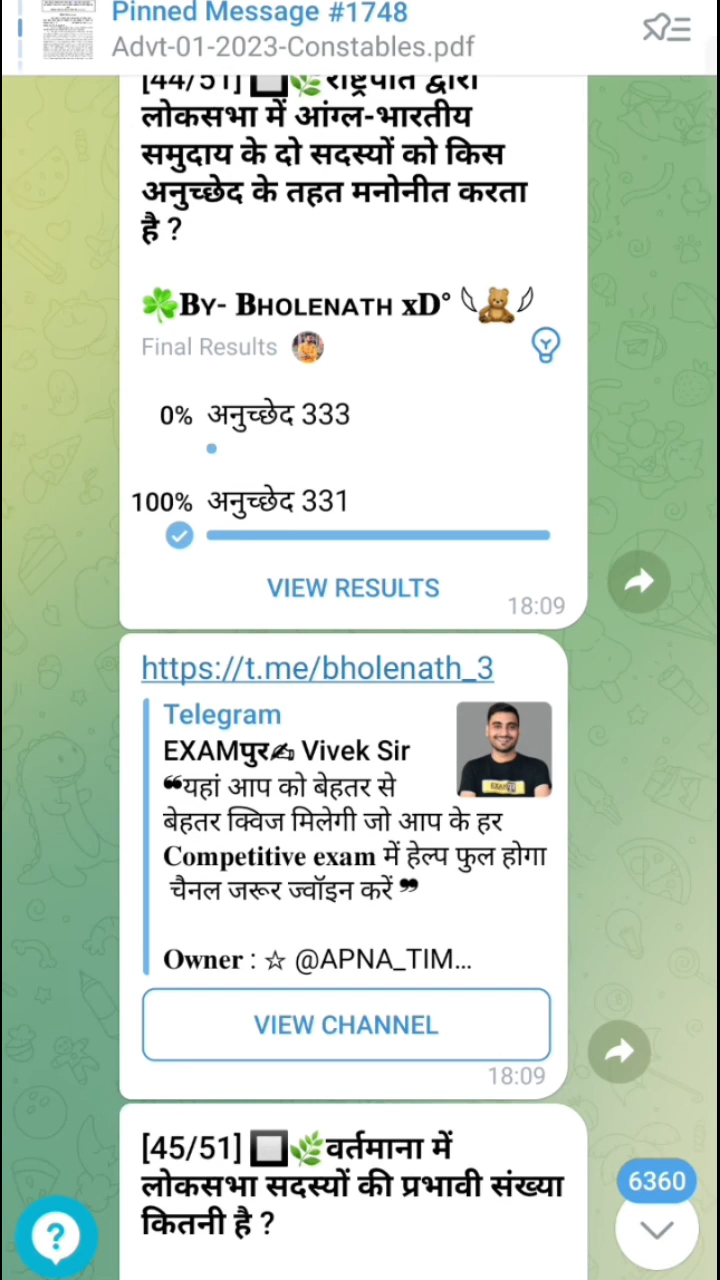 Pinned Message #1748
Advt-01-2023-Constables.pdf
[44/51] 🔲🌿राष्ट्रपति द्वारा
लोकसभा में आंग्ल-भारतीय
समुदाय के दो सदस्यों को किस
अनुच्छेद के तहत मनोनीत करता
है ?
☘️By- Bholenath xD° 🧸
Final Results
0% अनुच्छेद 333
100% अनुच्छेद 331
VIEW RESULTS
18:09
https://t.me/bholenath_3
Telegram
EXAMपुर✍️ Vivek Sir
❝यहां आप को बेहतर से
बेहतर क्विज मिलेगी जो आप के हर
Competitive exam में हेल्प फुल होगा
चैनल जरूर ज्वॉइन करें ❞
Owner : ☆ @APNA_TIM...
VIEW CHANNEL
18:09
[45/51] 🔲🌿वर्तमाना में
लोकसभा सदस्यों की प्रभावी संख्या
कितनी है ?
6360